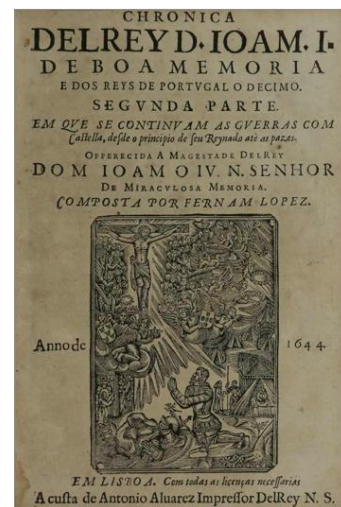 CHRONICA
DELREY D. IOAM. I.
DE BOA MEMORIA
E DOS REYS DE PORTVGAL O DECIMO.
SEGVNDA PARTE.
EM QVE SE CONTINVAM AS GVERRAS COM
Castella, desde o principio de seu Reynado ate as pazes.
OFFERECIDA A MAGESTADE DELREY
DOM IOAM O IV. N. SENHOR
DE MIRACVLOSA MEMORIA.
COMPOSTA POR FERNAM LOPEZ.
Anno de 1644.
EM LISBOA. Com todas as licenças necessarias
A custa de Antonio Aluarez Impressor DelRey N. S.